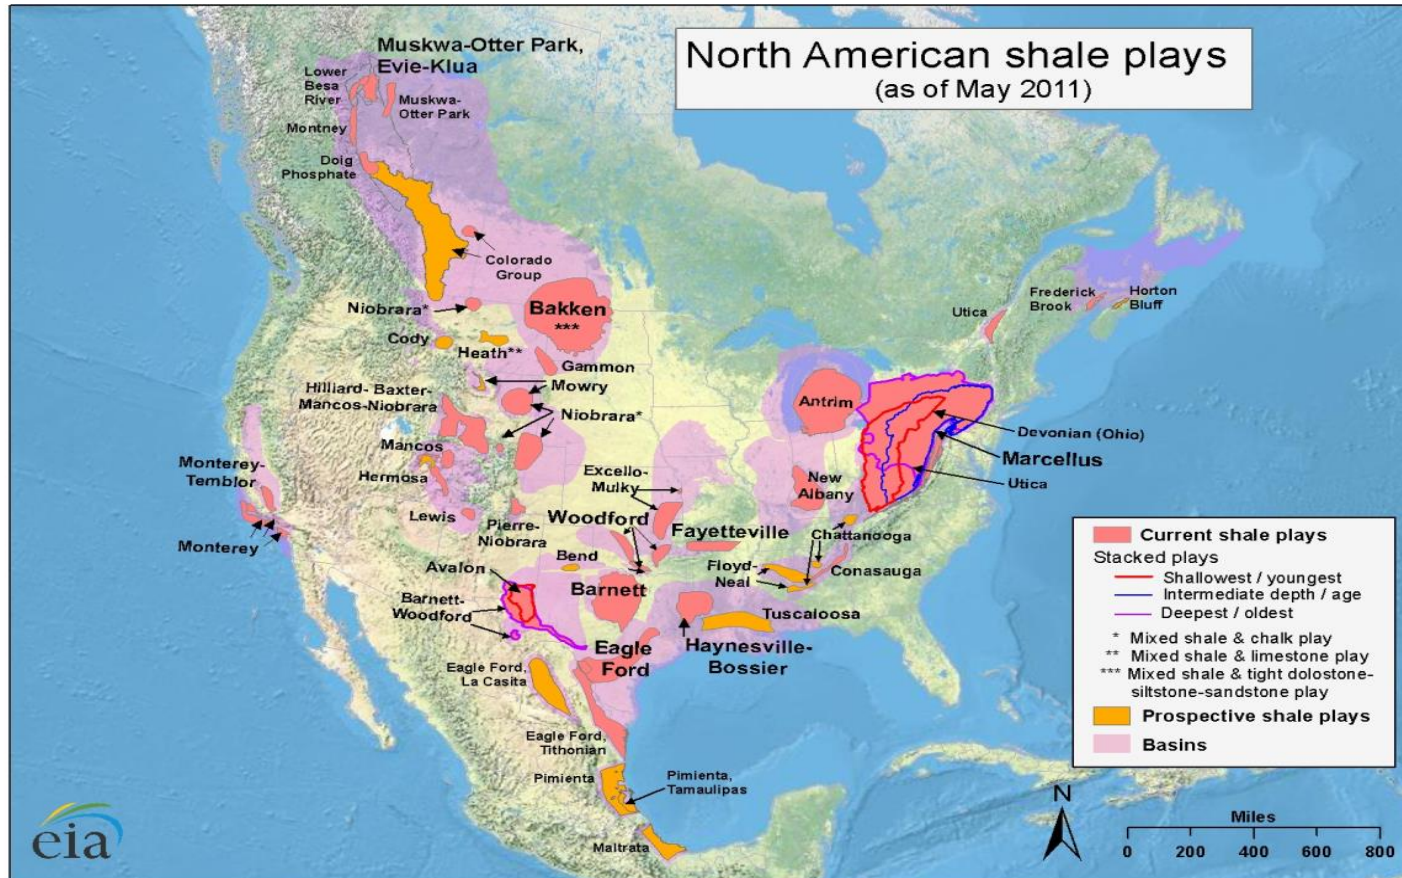 North American shale plays
(as of May 2011)
Muskwa-Otter Park,
Evie-Klua
Lower
Besa
River
Muskwa-
Otter Park
Montney
Doig
Phosphate
Colorado
Group
Niobrara*
Bakken
***
Cody
Heath**
Gammon
Mowry
Hilliard- Baxter-
Mancos-Niobrara
Niobrara*
Mancos
Hermosa
Monterey-
Temblor
Monterey
Lewis
Pierre-
Niobrara
Excello-
Mulky
Woodford
Fayetteville
Bend
Avalon
Barnett-
Woodford
Barnett
Eagle
Ford
Haynesville-
Bossier
Tuscaloosa
Floyd-
Neal
Conasauga
Chattanooga
New
Albany
Antrim
Devonian (Ohio)
Marcellus
Utica
Utica
Frederick
Brook
Horton
Bluff
Eagle Ford,
La Casita
Eagle Ford,
Tithonian
Pimienta
Pimienta,
Tamaulipas
Maltrata
Current shale plays
Stacked plays
Shallowest / youngest
Intermediate depth / age
Deepest / oldest
* Mixed shale & chalk play
** Mixed shale & limestone play
*** Mixed shale & tight dolostone-
siltstone-sandstone play
Prospective shale plays
Basins
N
Miles
0 200 400 600 800
eia